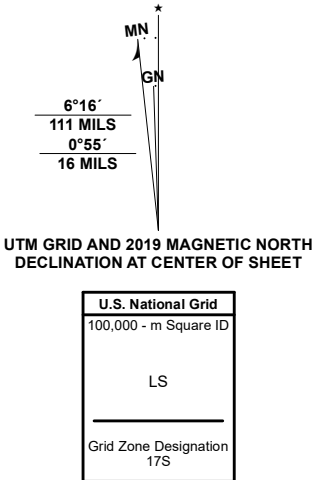 ★
MN
GN
6°16´
111 MILS
0°55´
16 MILS
UTM GRID AND 2019 MAGNETIC NORTH
DECLINATION AT CENTER OF SHEET
U.S. National Grid
100,000 - m Square ID
LS
Grid Zone Designation
17S